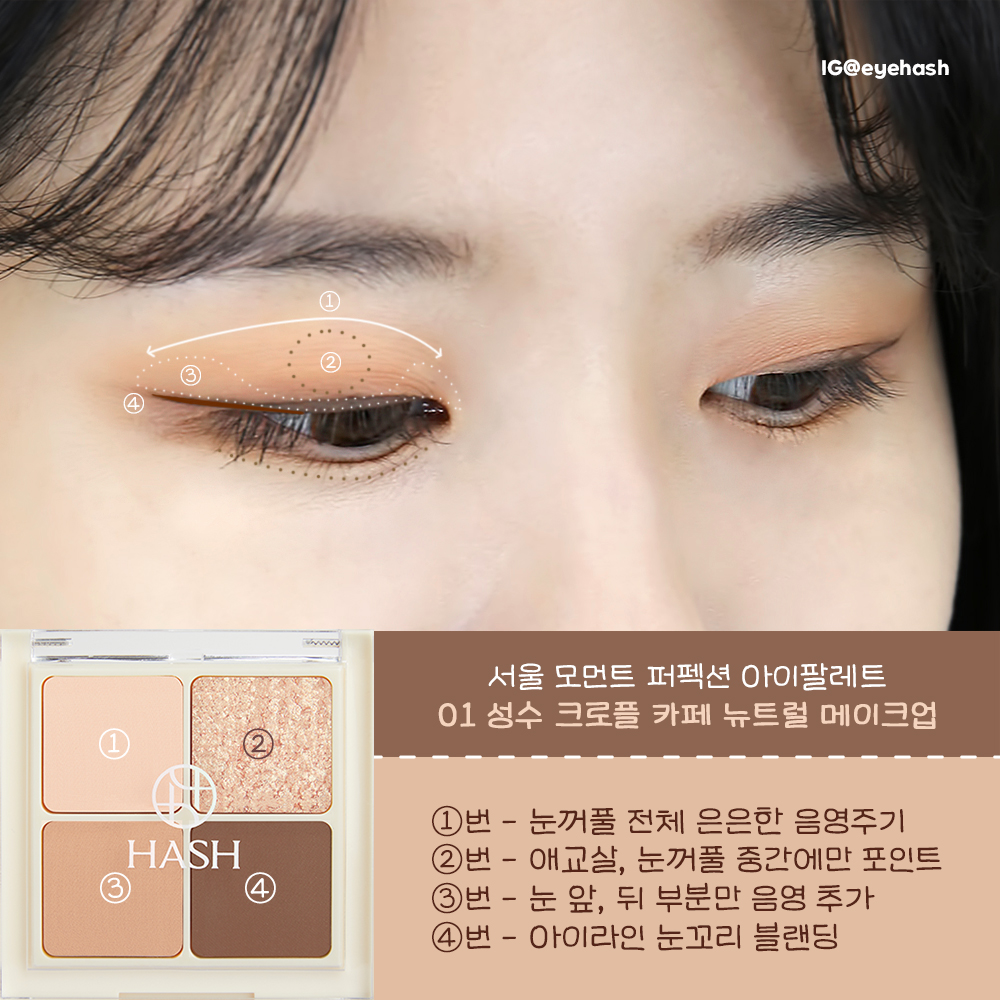 IG@eyehash
①
②
③
④
①
②
HASH
③
④
서울 모먼트 퍼펙션 아이팔레트
01 성수 크로플 카페 뉴트럴 메이크업
①번 - 눈꺼풀 전체 은은한 음영주기
②번 - 애교살, 눈꺼풀 중간에만 포인트
③번 - 눈 앞, 뒤 부분만 음영 추가
④번 - 아이라인 눈꼬리 블랜딩